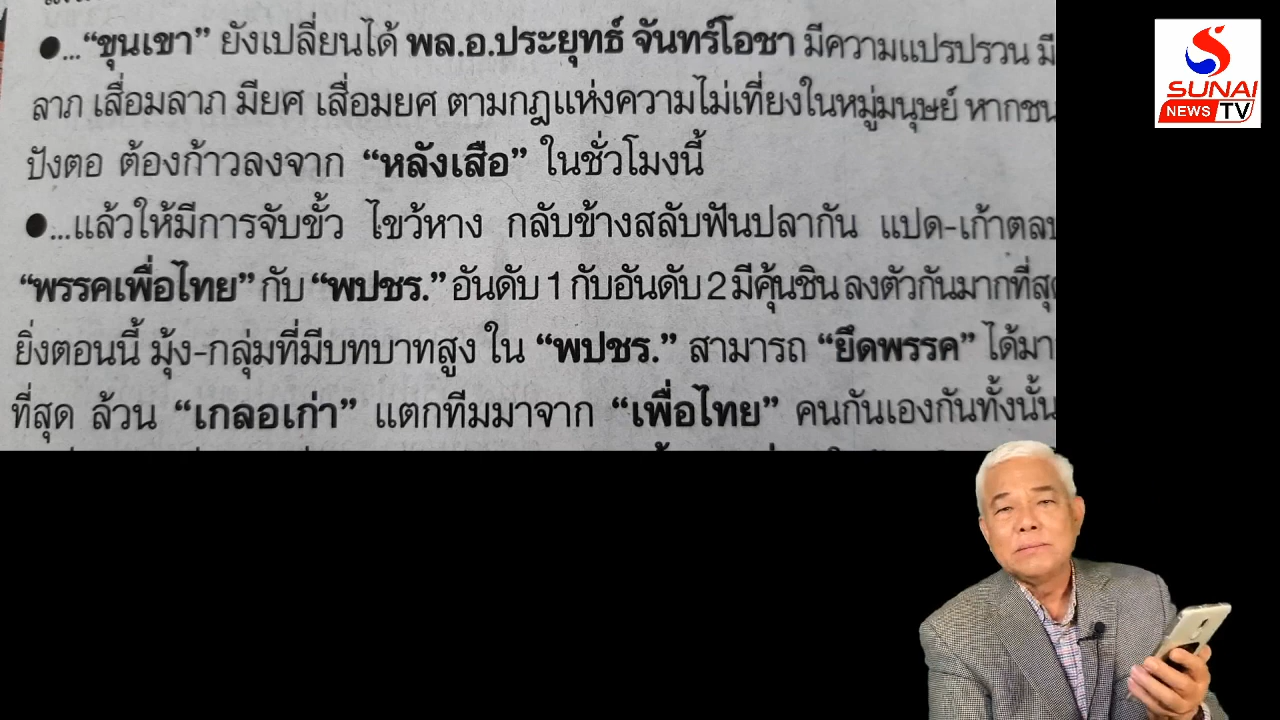 ●...“ขุนเขา” ยังเปลี่ยนได้ พล.อ.ประยุทธ์ จันทร์โอชา มีความแปรปรวน มี
ลาภ เสื่อมลาภ มียศ เสื่อมยศ ตามกฎแห่งความไม่เที่ยงในหมู่มนุษย์ หากชน
ปังตอ ต้องก้าวลงจาก “หลังเสือ” ในชั่วโมงนี้
●...แล้วให้มีการจับขั้ว ไขว้หาง กลับข้างสลับฟันปลากัน แปด-เก้าตลบ
“พรรคเพื่อไทย” กับ “พปชร.” อันดับ 1 กับอันดับ 2 มีคุ้นชิน ลงตัวกันมากที่สุด
ยิ่งตอนนี้ มุ้ง-กลุ่มที่มีบทบาทสูง ใน “พปชร.” สามารถ “ยึดพรรค” ได้มา
ที่สุด ล้วน “เกลอเก่า” แตกทีมมาจาก “เพื่อไทย” คนกันเองกันทั้งนั้น
SUNAI
NEWS TV